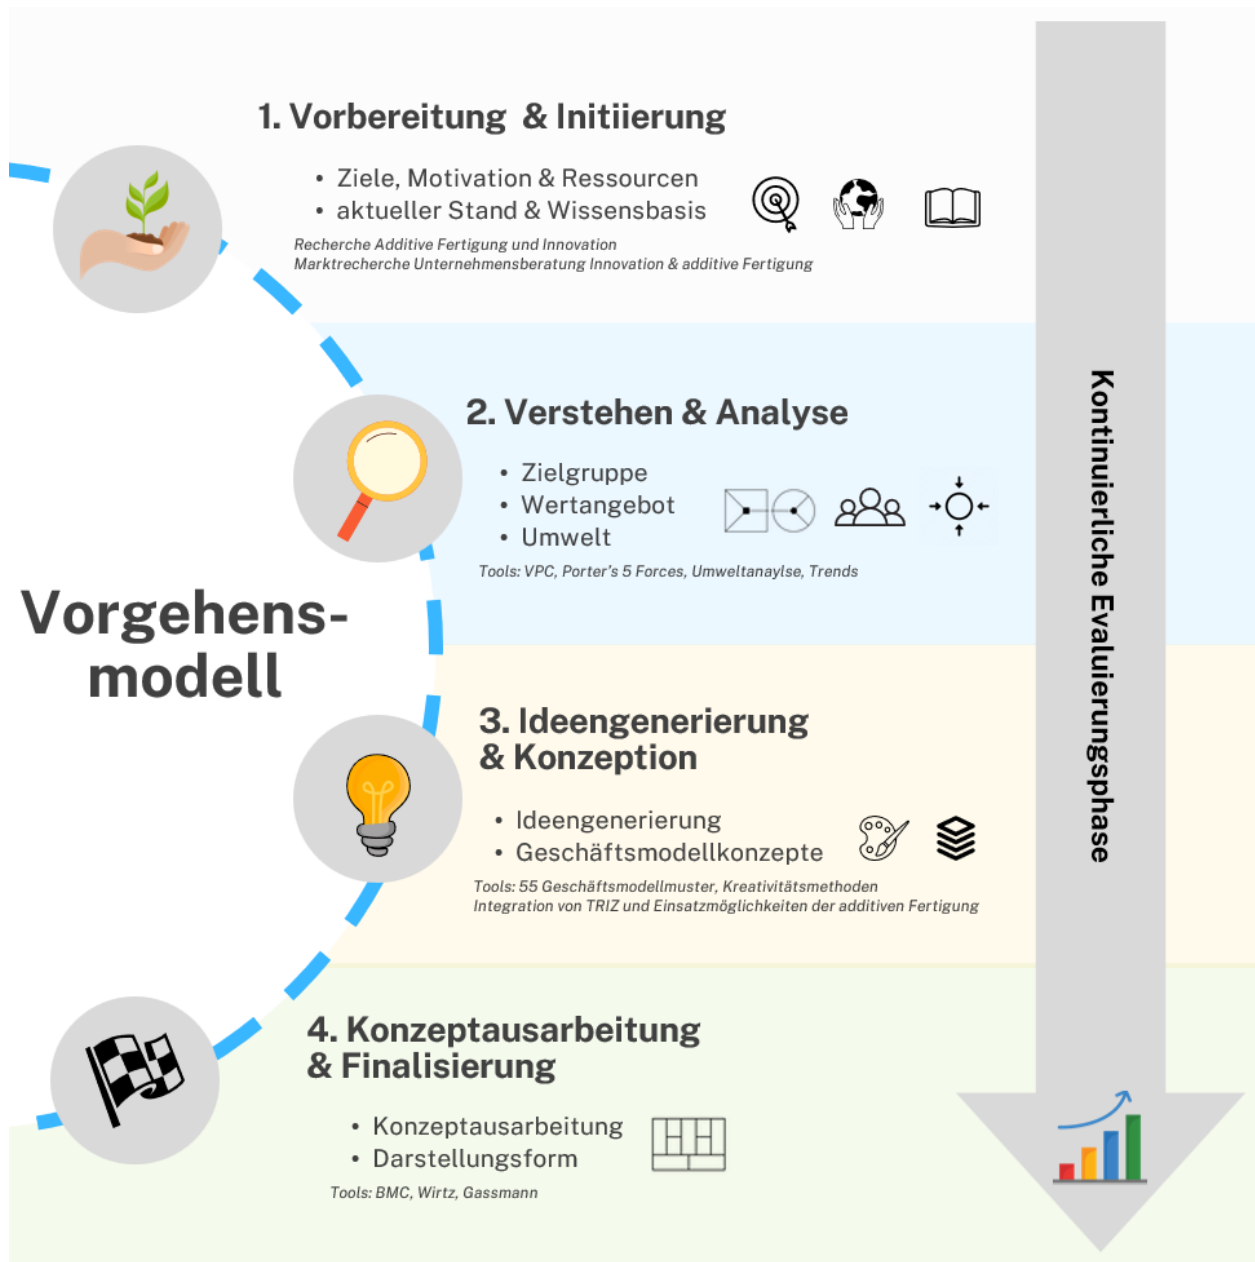 1. Vorbereitung & Initiierung
• Ziele, Motivation & Ressourcen
• aktueller Stand & Wissensbasis
Recherche Additive Fertigung und Innovation
Marktrecherche Unternehmensberatung Innovation & additive Fertigung
2. Verstehen & Analyse
• Zielgruppe
• Wertangebot
• Umwelt
Tools: VPC, Porter's 5 Forces, Umweltanaylse, Trends
Vorgehens-
modell
3. Ideengenerierung
& Konzeption
• Ideengenerierung
• Geschäftsmodellkonzepte
Tools: 55 Geschäftsmodellmuster, Kreativitätsmethoden
Integration von TRIZ und Einsatzmöglichkeiten der additiven Fertigung
4. Konzeptausarbeitung
& Finalisierung
• Konzeptausarbeitung
• Darstellungsform
Tools: BMC, Wirtz, Gassmann
Kontinuierliche Evaluierungsphase